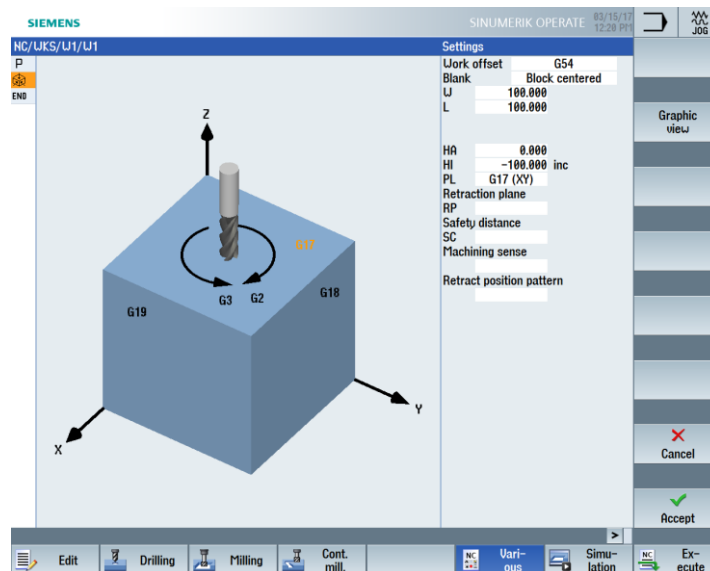 SIEMENS
SINUMERIK OPERATE
03/15/17
12:20 PM
JOG
NC/WKS/W1/W1
Settings
P
END
Work offset G54
Blank Block centered
W 100.000
L 100.000
HA 0.000
HI -100.000 inc
PL G17 (XY)
Retraction plane
RP
Safety distance
SC
Machining sense
Retract position pattern
Z
G17
G3 G2
G18
G19
Y
X
Graphic
view
Cancel
Accept
>
Edit
Drilling
Milling
Cont.
mill.
NC
Vari-
ous
Simu-
lation
NC
Ex-
ecute